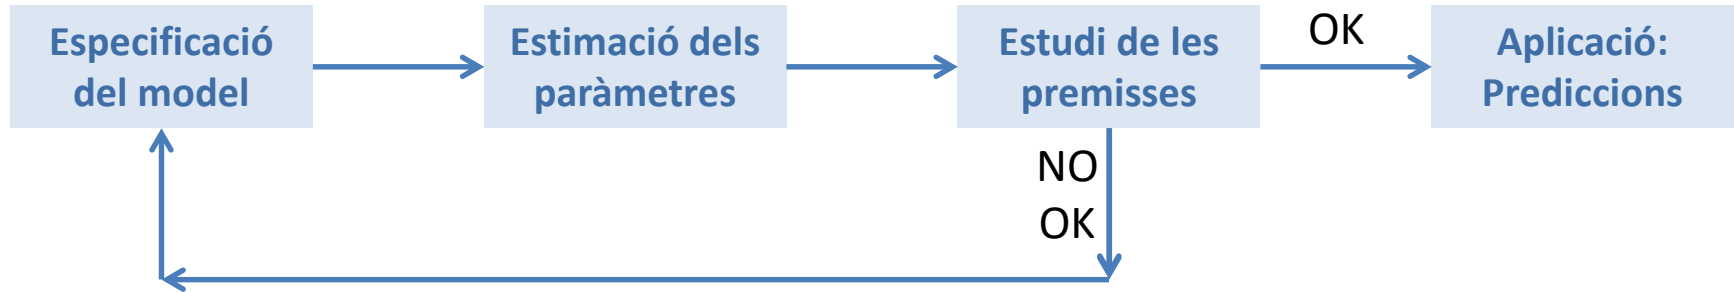 Especificació
del model
Estimació dels
paràmetres
Estudi de les
premisses
OK
Aplicació:
Prediccions
NO
OK